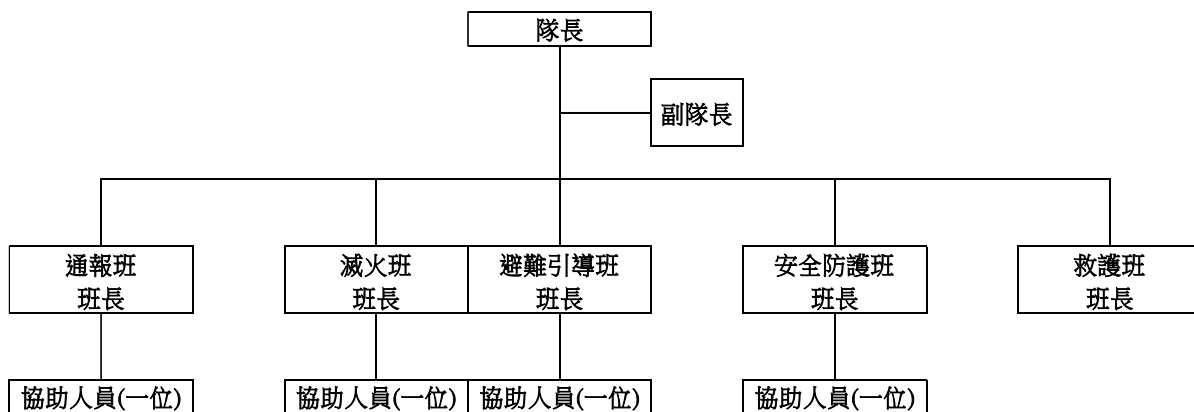 隊長
副隊長
通報班
班長
滅火班
班長
避難引導班
班長
安全防護班
班長
救護班
班長
協助人員(一位)
協助人員(一位)
協助人員(一位)
協助人員(一位)